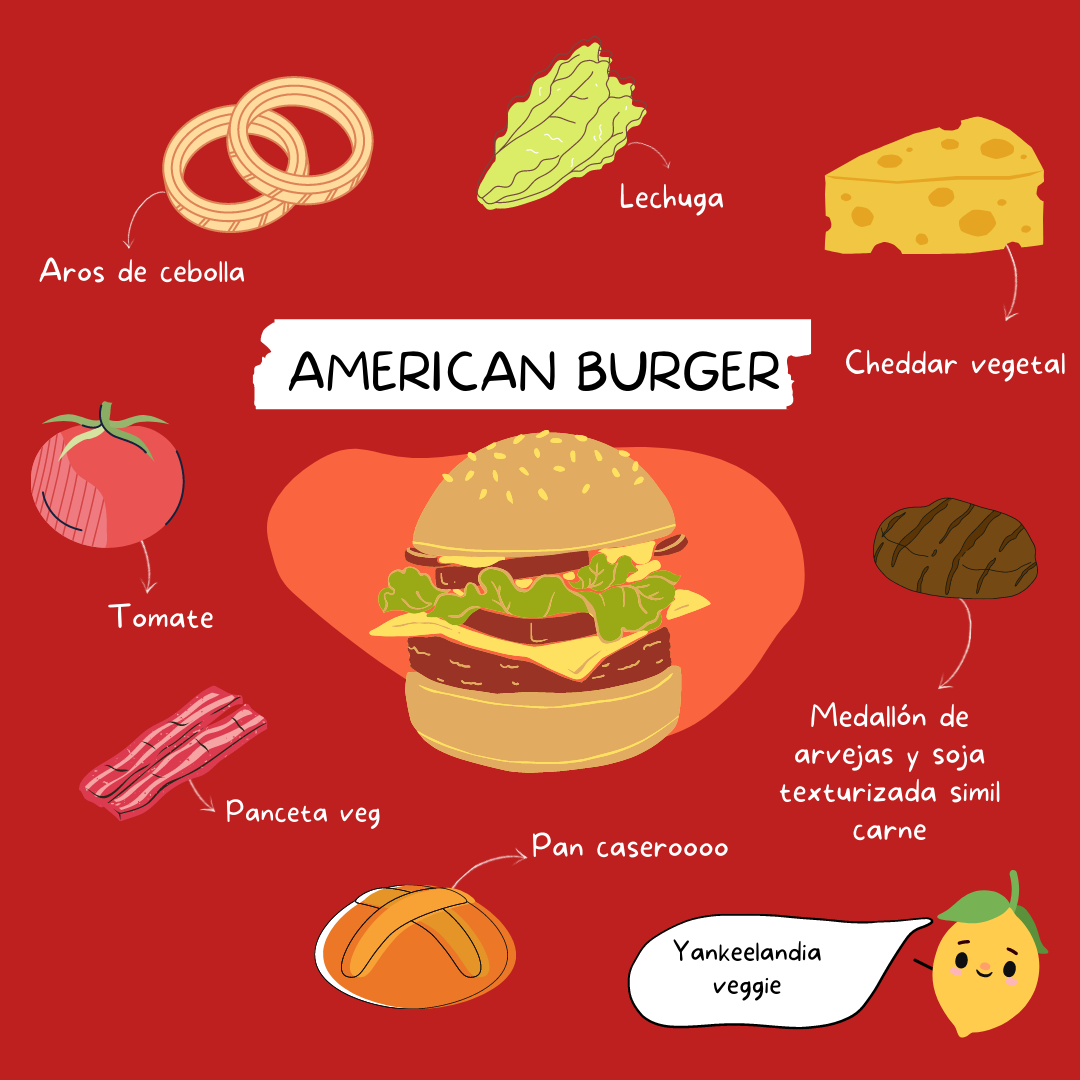 Lechuga
Aros de cebolla
Cheddar vegetal
AMERICAN BURGER
Tomate
Medallón de
arvejas y soja
texturizada simil
carne
Panceta veg
Pan caseroooo
Yankeelandia
veggie